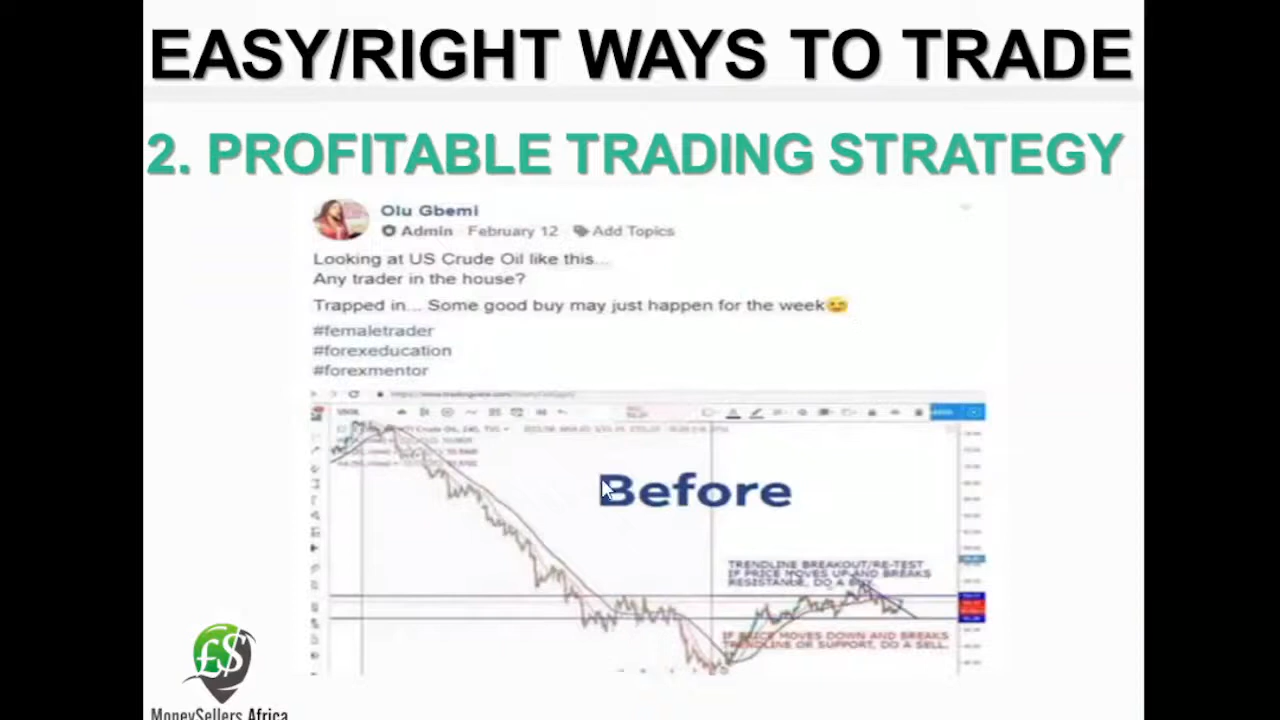 EASY/RIGHT WAYS TO TRADE
2. PROFITABLE TRADING STRATEGY
Olu Gbemi
Admin February 12 Add Topics
Looking at US Crude Oil like this...
Any trader in the house?
Trapped in... Some good buy may just happen for the week😉
#femaletrader
#forexeducation
#forexmentor
Before
TRENDLINE BREAKOUT/RE-TEST
IF PRICE MOVES UP AND BREAKS
RESISTANCE, DO A BUY
IF PRICE MOVES DOWN AND BREAKS
TRENDLINE OR SUPPORT, DO A SELL.
£$
MoneySellers Africa